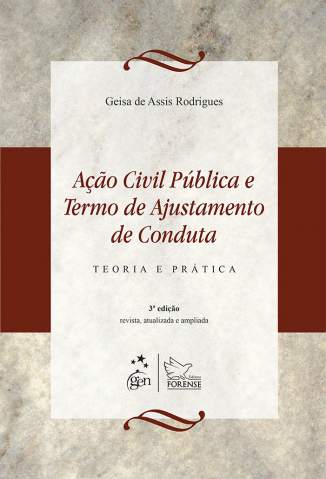 Geisa de Assis Rodrigues
Ação Civil Pública e
Termo de Ajustamento
de Conduta
TEORIA E PRÁTICA
3ª edição
revista, atualizada e ampliada
gen
Editora
FORENSE